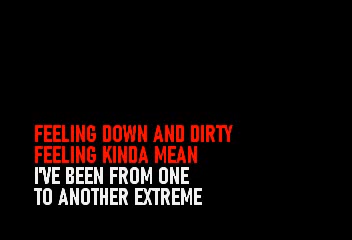 FEELING DOWN AND DIRTY
FEELING KINDA MEAN
I'VE BEEN FROM ONE
TO ANOTHER EXTREME